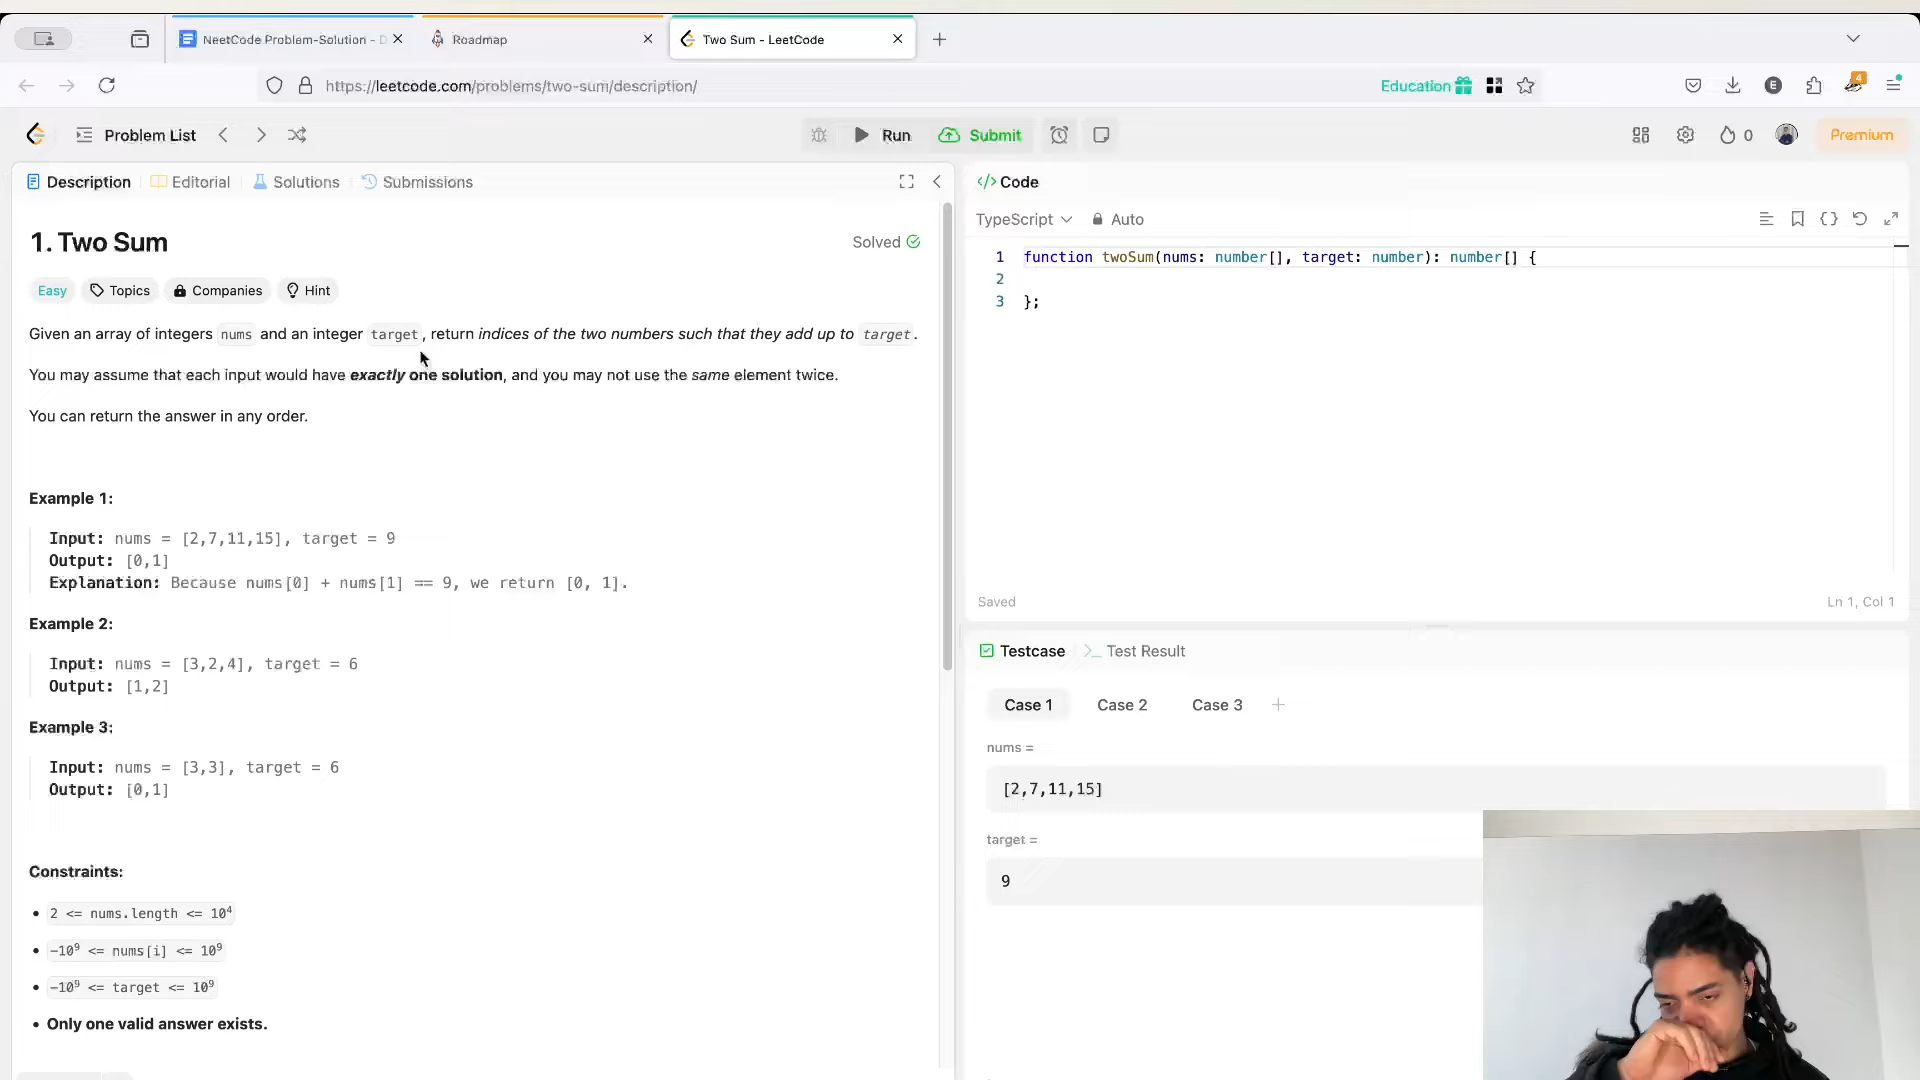 NeetCode Problem-Solution - D
Roadmap
Two Sum - LeetCode
https://leetcode.com/problems/two-sum/description/
Education
E
4
Problem List
Run
Submit
0
Premium
Description
Editorial
Solutions
Submissions
1. Two Sum
Solved
Easy
Topics
Companies
Hint
Given an array of integers nums and an integer target, return indices of the two numbers such that they add up to target.
You may assume that each input would have exactly one solution, and you may not use the same element twice.
You can return the answer in any order.
Example 1:
Input: nums = [2,7,11,15], target = 9
Output: [0,1]
Explanation: Because nums[0] + nums[1] == 9, we return [0, 1].
Example 2:
Input: nums = [3,2,4], target = 6
Output: [1,2]
Example 3:
Input: nums = [3,3], target = 6
Output: [0,1]
Constraints:
• 2 <= nums.length <= 10⁴
• -10⁹ <= nums[i] <= 10⁹
• -10⁹ <= target <= 10⁹
• Only one valid answer exists.
</> Code
TypeScript
Auto
1 function twoSum(nums: number[], target: number): number[] {
2
3 };
Saved
Ln 1, Col 1
Testcase
>_ Test Result
Case 1
Case 2
Case 3
+
nums =
[2,7,11,15]
target =
9